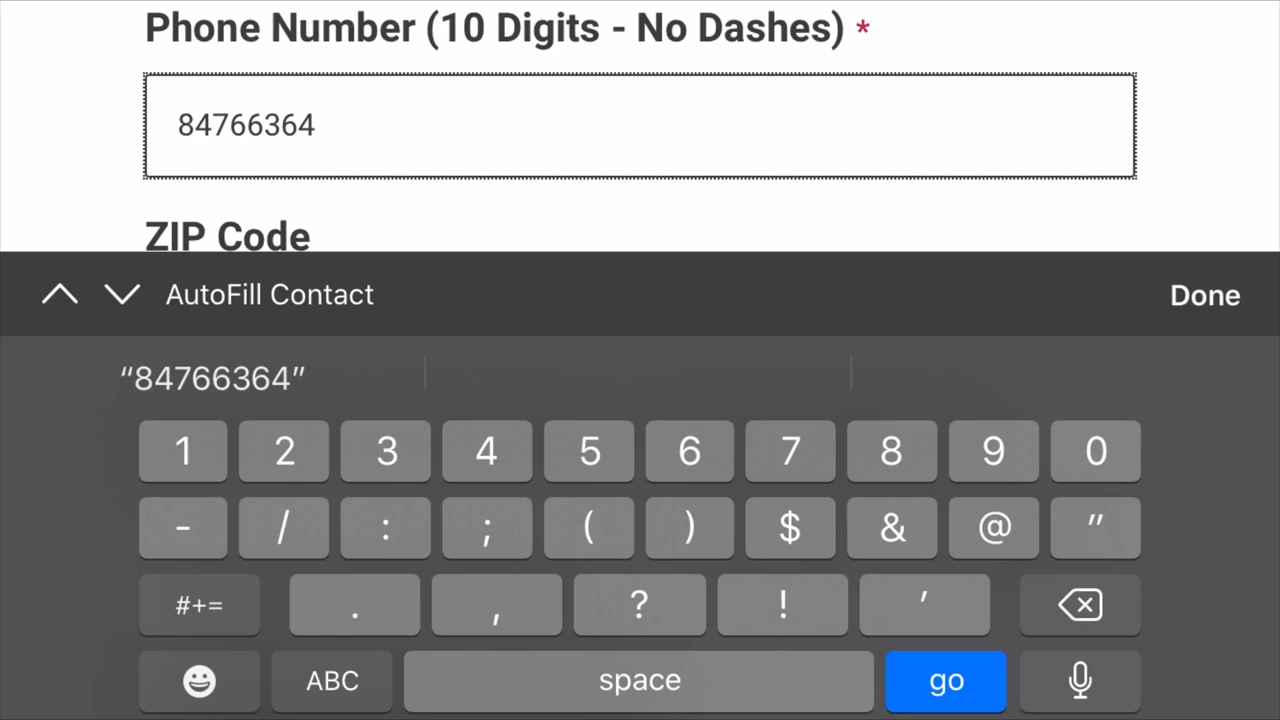 Phone Number (10 Digits - No Dashes) *
84766364
ZIP Code
AutoFill Contact
Done
“84766364”
1 2 3 4 5 6 7 8 9 0
- / : ; ( ) $ & @ "
#+= . , ? ! '
ABC space go